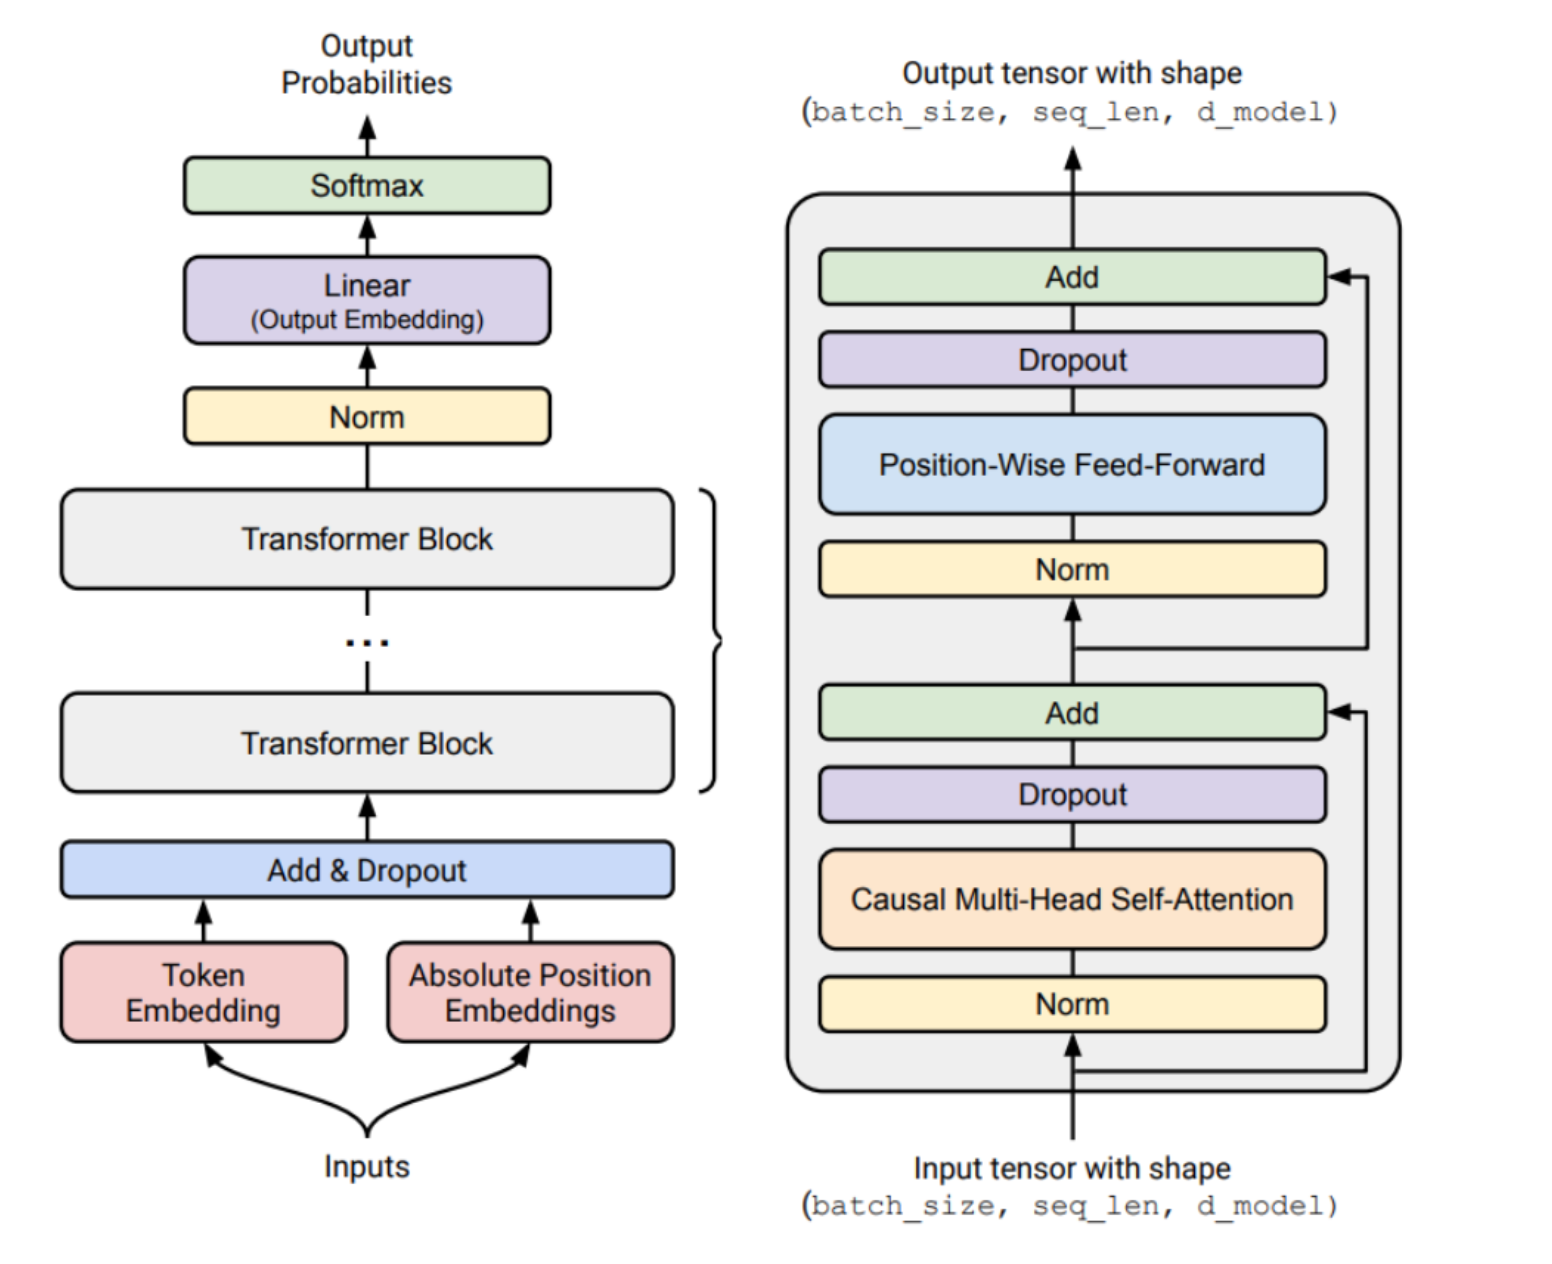 Output
Probabilities
Softmax
Linear
(Output Embedding)
Norm
Transformer Block
...
Transformer Block
Add & Dropout
Token
Embedding
Absolute Position
Embeddings
Inputs
Output tensor with shape
(batch_size, seq_len, d_model)
Add
Dropout
Position-Wise Feed-Forward
Norm
Add
Dropout
Causal Multi-Head Self-Attention
Norm
Input tensor with shape
(batch_size, seq_len, d_model)